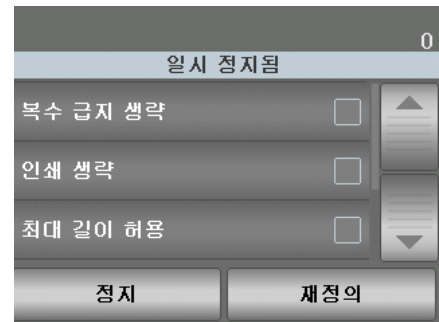 0
일시 정지됨
복수 급지 생략
인쇄 생략
최대 길이 허용
정지 재정의